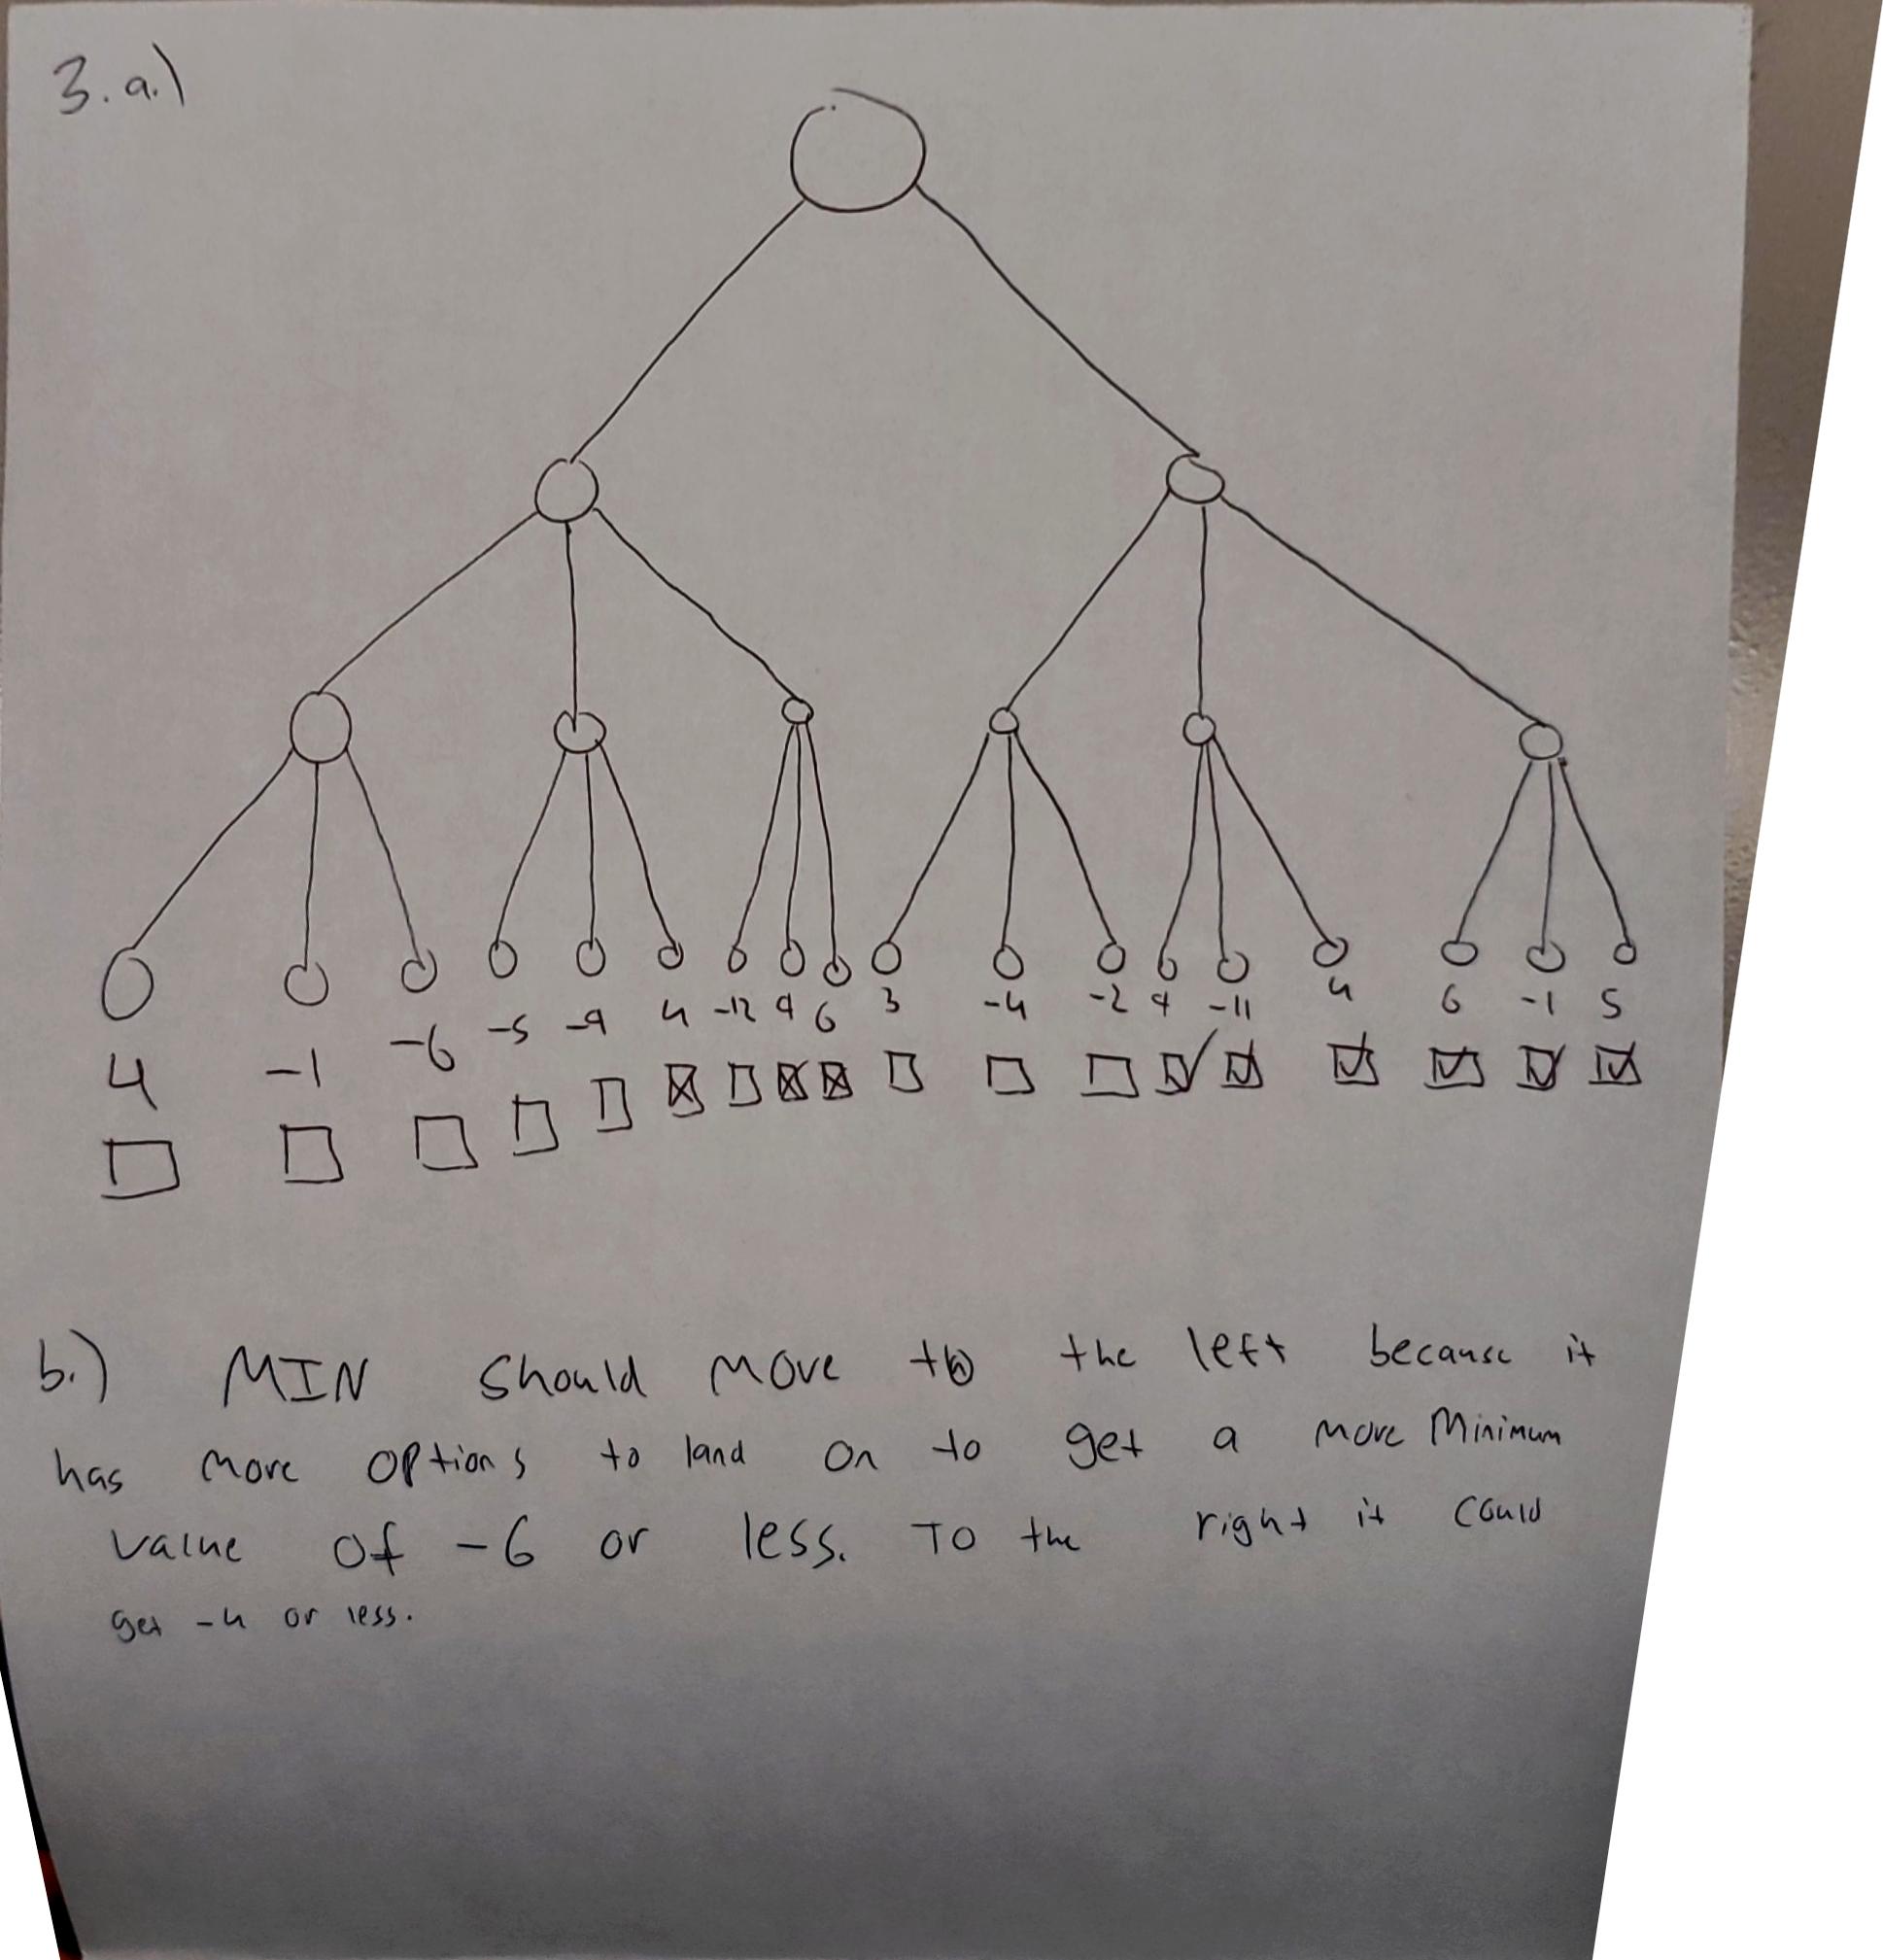 3. a.)
4 -1 -6 -5 -9 4 -12 9 6 3 -4 -2 9 -11 4 6 -1 5
b.) MIN should move to the left because it
has more options to land on to get a more Minimum
value of -6 or less. To the right it could
get -4 or less.